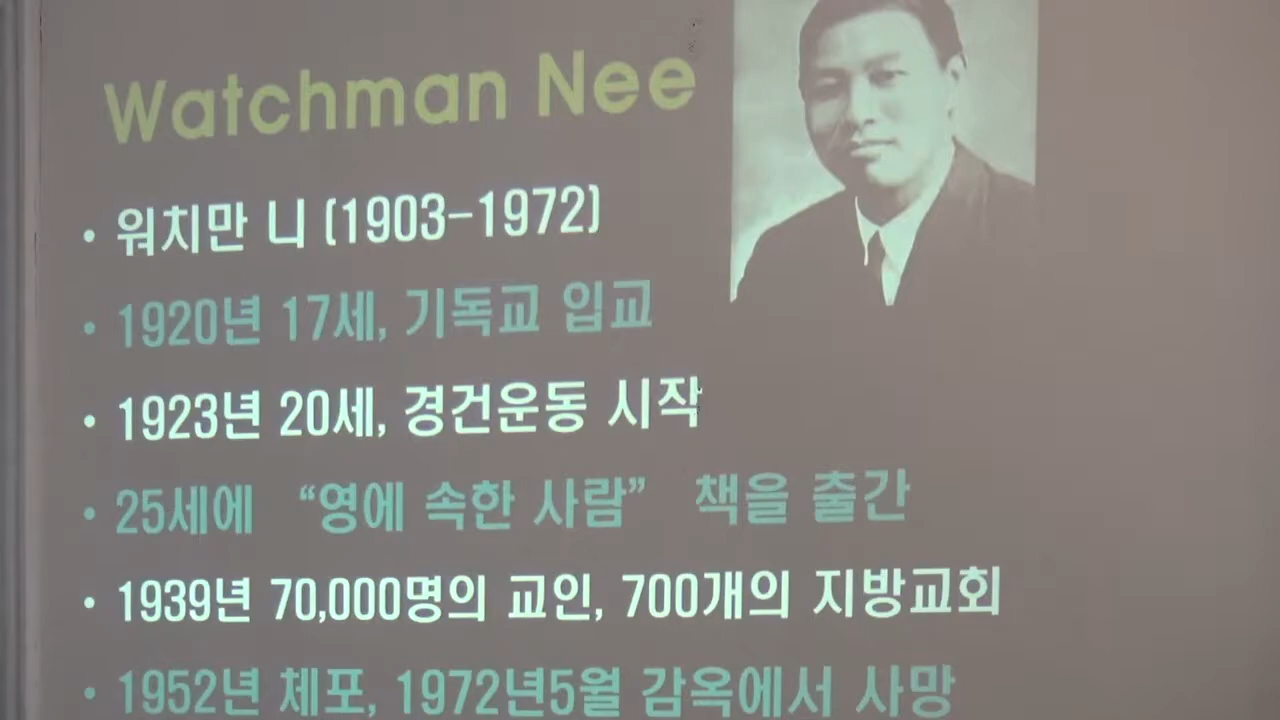 Watchman Nee
• 워치만 니 (1903-1972)
• 1920년 17세, 기독교 입교
• 1923년 20세, 경건운동 시작
• 25세에 “영에 속한 사람” 책을 출간
• 1939년 70,000명의 교인, 700개의 지방교회
• 1952년 체포, 1972년5월 감옥에서 사망